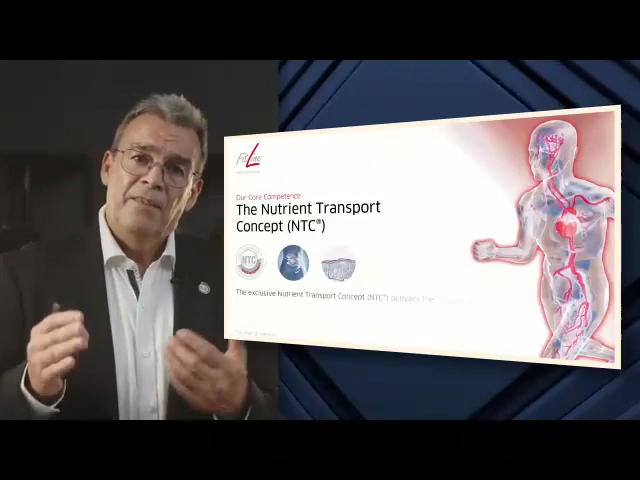 FitLine
Our Core Competence
The Nutrient Transport
Concept (NTC®)
NTC
The exclusive Nutrient Transport Concept (NTC®) delivers the